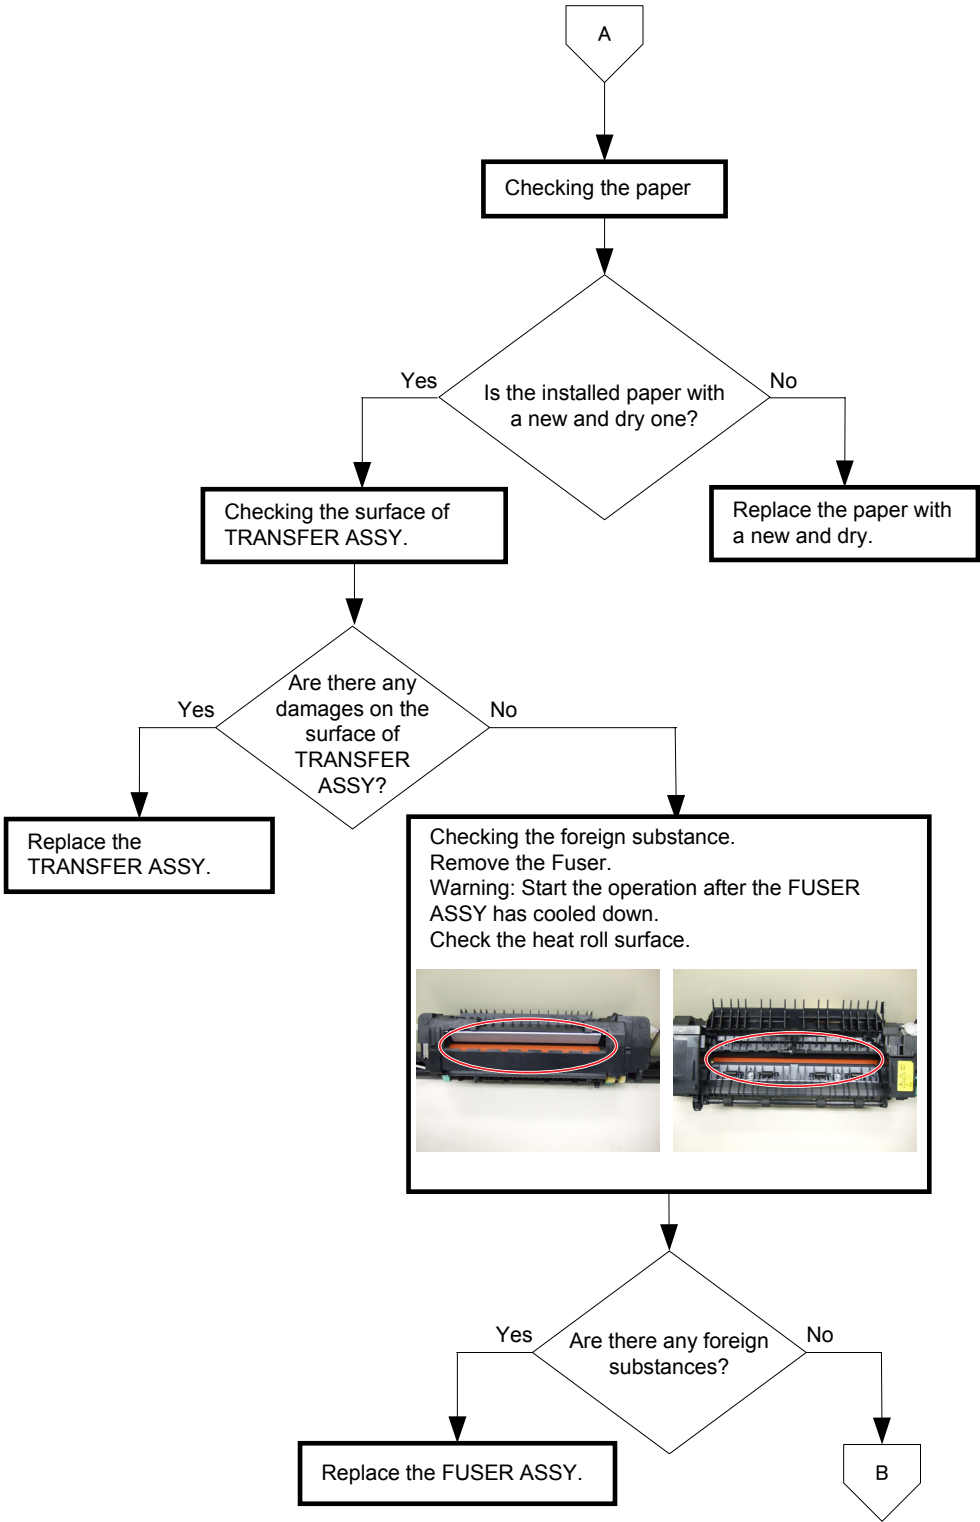 A
Checking the paper
Yes
No
Is the installed paper with
a new and dry one?
Checking the surface of
TRANSFER ASSY.
Replace the paper with
a new and dry.
Are there any
damages on the
surface of
TRANSFER
ASSY?
Yes
No
Replace the
TRANSFER ASSY.
Checking the foreign substance.
Remove the Fuser.
Warning: Start the operation after the FUSER
ASSY has cooled down.
Check the heat roll surface.
Yes
No
Are there any foreign
substances?
Replace the FUSER ASSY.
B